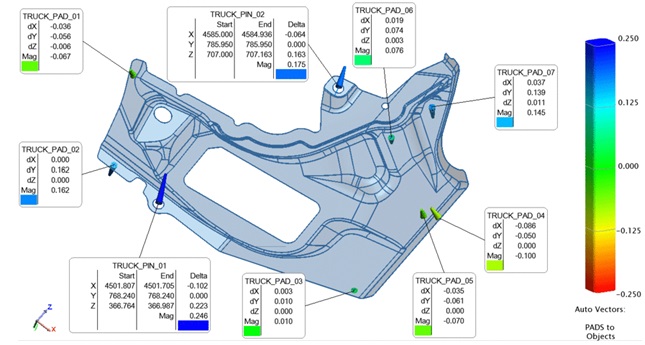 TRUCK_PAD_01
dX -0.036
dY -0.056
dZ -0.006
Mag -0.067
TRUCK_PIN_02
Start End Delta
X 4585.000 4584.936 -0.064
Y 785.950 785.950 0.000
Z 707.000 707.163 0.163
Mag 0.175
TRUCK_PAD_06
dX 0.019
dY 0.074
dZ 0.003
Mag 0.076
TRUCK_PAD_07
dX 0.037
dY 0.139
dZ 0.011
Mag 0.145
TRUCK_PAD_02
dX 0.000
dY 0.162
dZ 0.000
Mag 0.162
TRUCK_PAD_04
dX -0.086
dY -0.050
dZ 0.000
Mag -0.100
TRUCK_PIN_01
Start End Delta
X 4501.807 4501.705 -0.102
Y 768.240 768.240 0.000
Z 366.764 366.987 0.223
Mag 0.246
TRUCK_PAD_03
dX 0.003
dY 0.010
dZ 0.000
Mag 0.010
TRUCK_PAD_05
dX -0.035
dY -0.061
dZ 0.000
Mag -0.070
0.250
0.125
0.000
-0.125
-0.250
Auto Vectors:
PADS to
Objects
Z
X